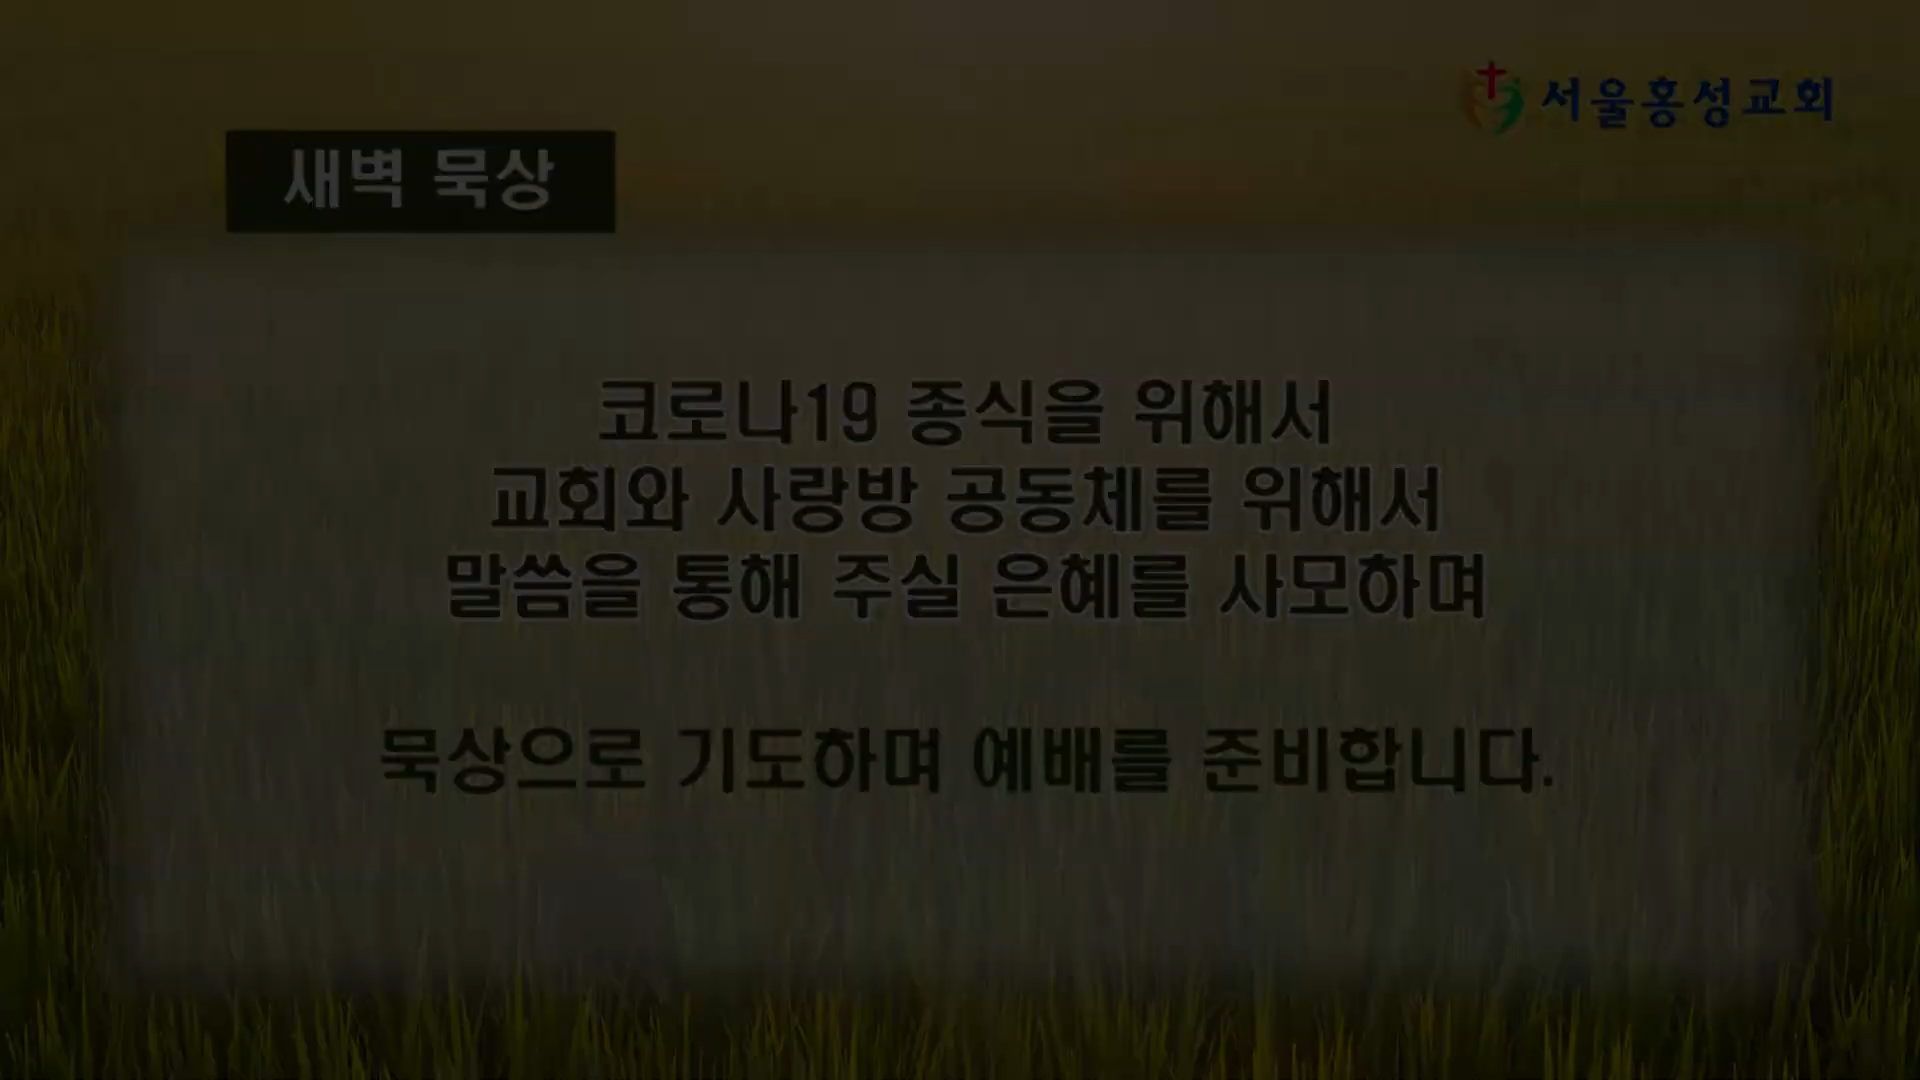 서울홍성교회
새벽 묵상
코로나19 종식을 위해서
교회와 사랑방 공동체를 위해서
말씀을 통해 주실 은혜를 사모하며
묵상으로 기도하며 예배를 준비합니다.